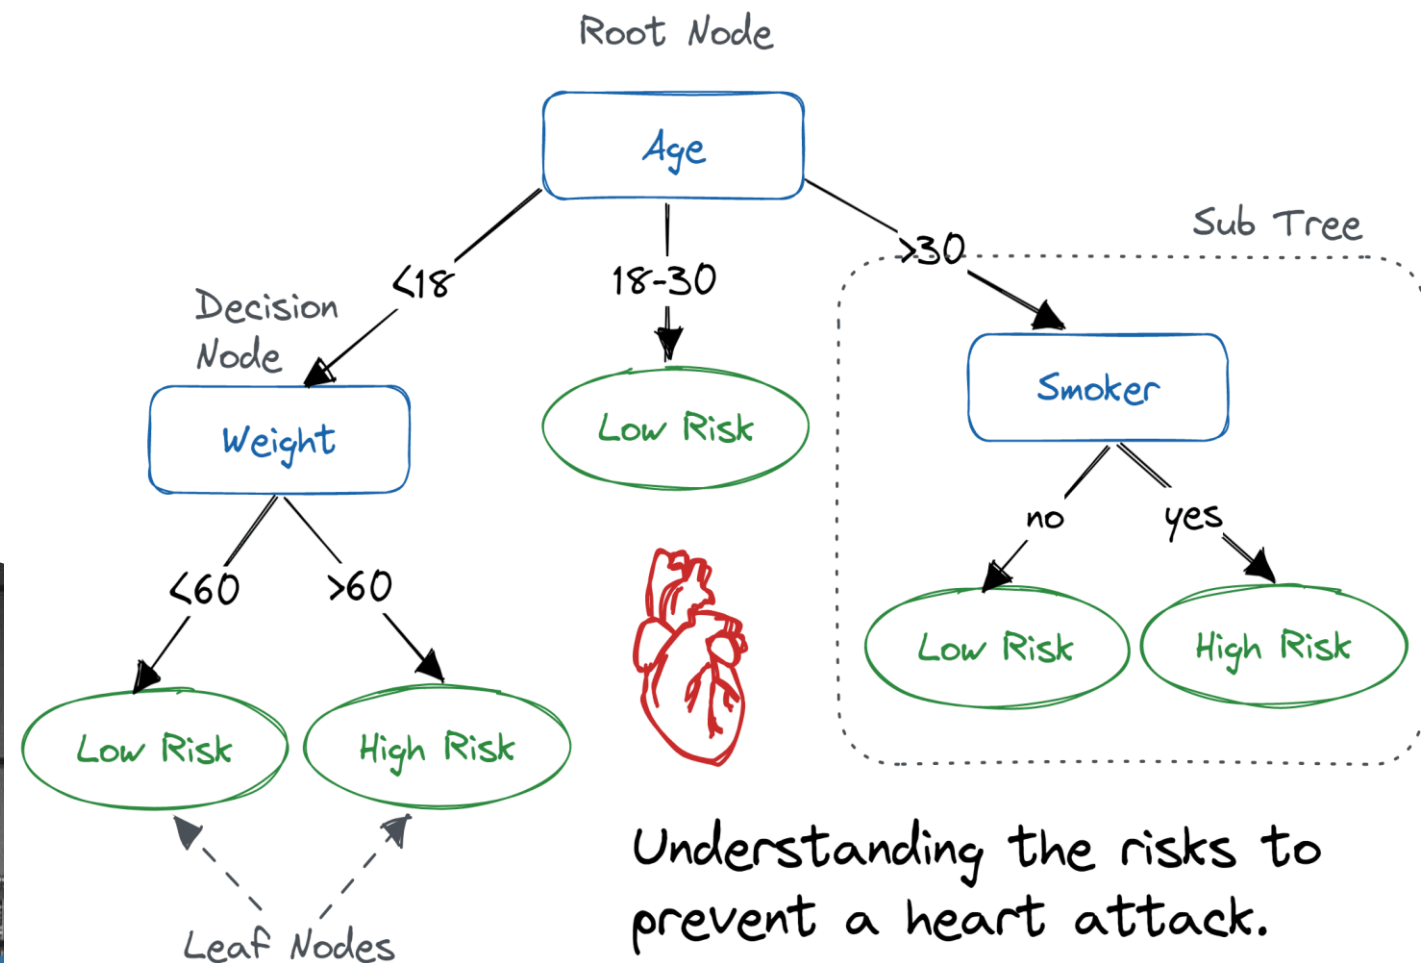 Root Node
Age
Sub Tree
<18
18-30
>30
Decision
Node
Weight
Low Risk
Smoker
<60
>60
no
yes
Low Risk
High Risk
Low Risk
High Risk
Understanding the risks to
prevent a heart attack.
Leaf Nodes